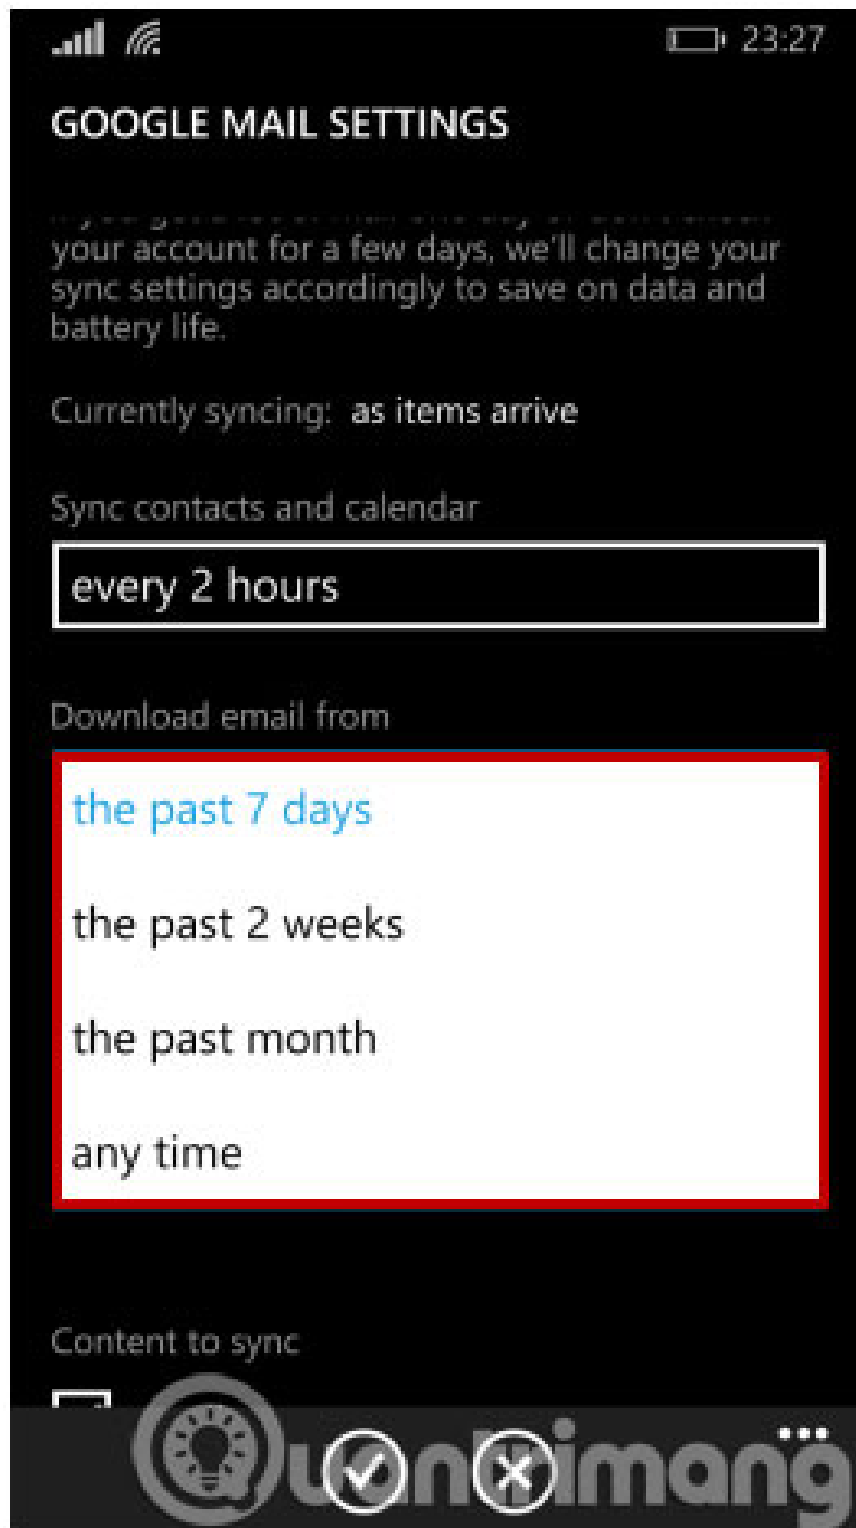 23:27
GOOGLE MAIL SETTINGS
your account for a few days, we'll change your
sync settings accordingly to save on data and
battery life.
Currently syncing: as items arrive
Sync contacts and calendar
every 2 hours
Download email from
the past 7 days
the past 2 weeks
the past month
any time
Content to sync
Quantrimang